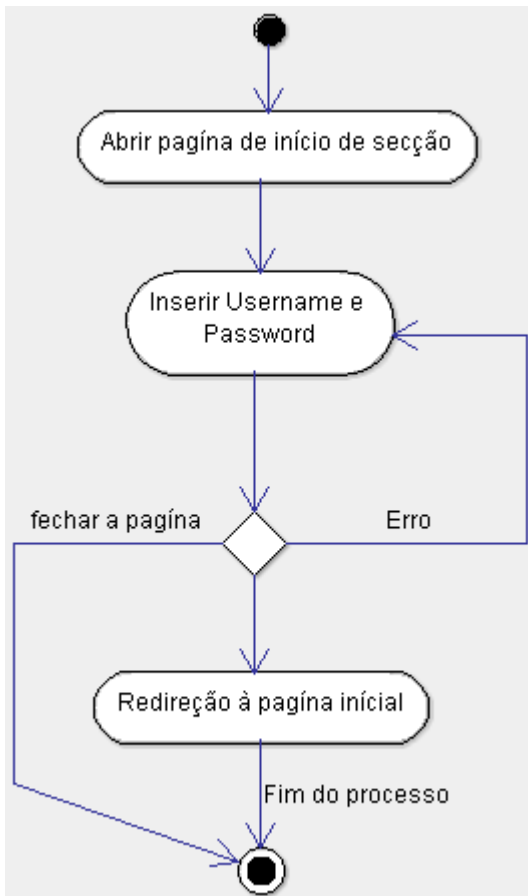 Abrir pagína de início de secção
Inserir Username e
Password
fechar a pagína
Erro
Redireção à pagína inícial
Fim do processo